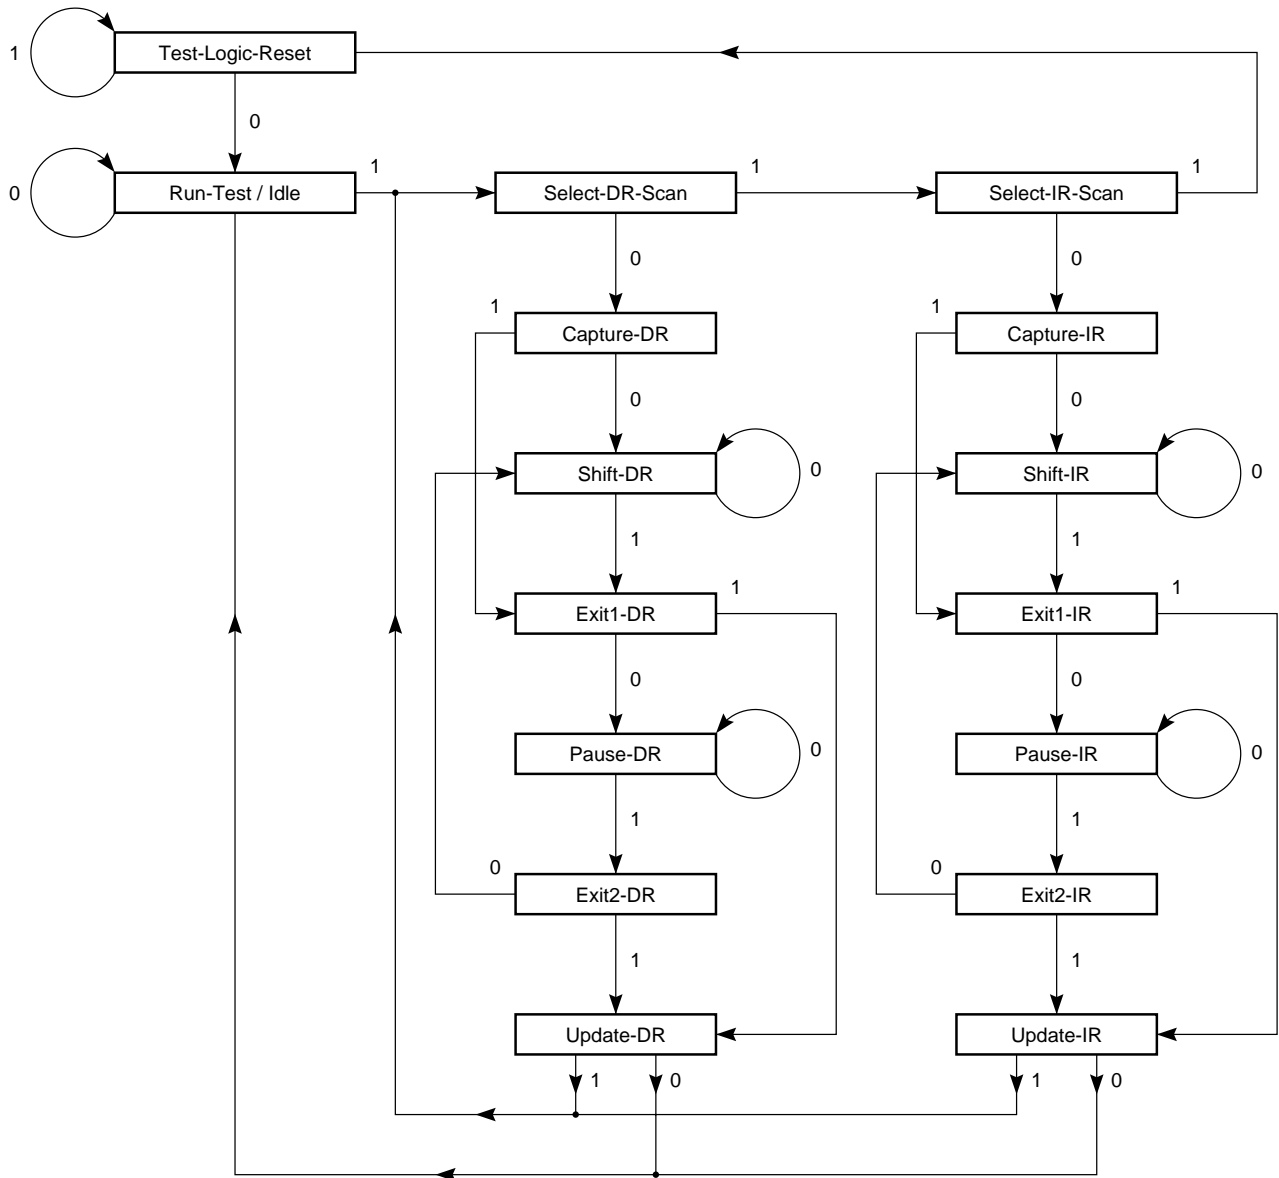 1
Test-Logic-Reset
0
0
Run-Test / Idle
1
Select-DR-Scan
1
Select-IR-Scan
1
0
0
1
Capture-DR
1
Capture-IR
0
0
Shift-DR
0
Shift-IR
0
1
1
Exit1-DR
1
Exit1-IR
1
0
0
Pause-DR
0
Pause-IR
0
1
1
0
Exit2-DR
0
Exit2-IR
1
1
Update-DR
Update-IR
1
0
1
0